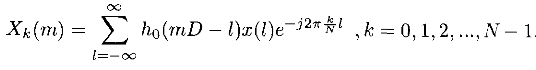 $X_k(m) = \sum_{l=-\infty}^{\infty} h_0(mD - l)x(l)e^{-j2\pi\frac{k}{N}l} \;\; , k = 0, 1, 2, ..., N - 1.$